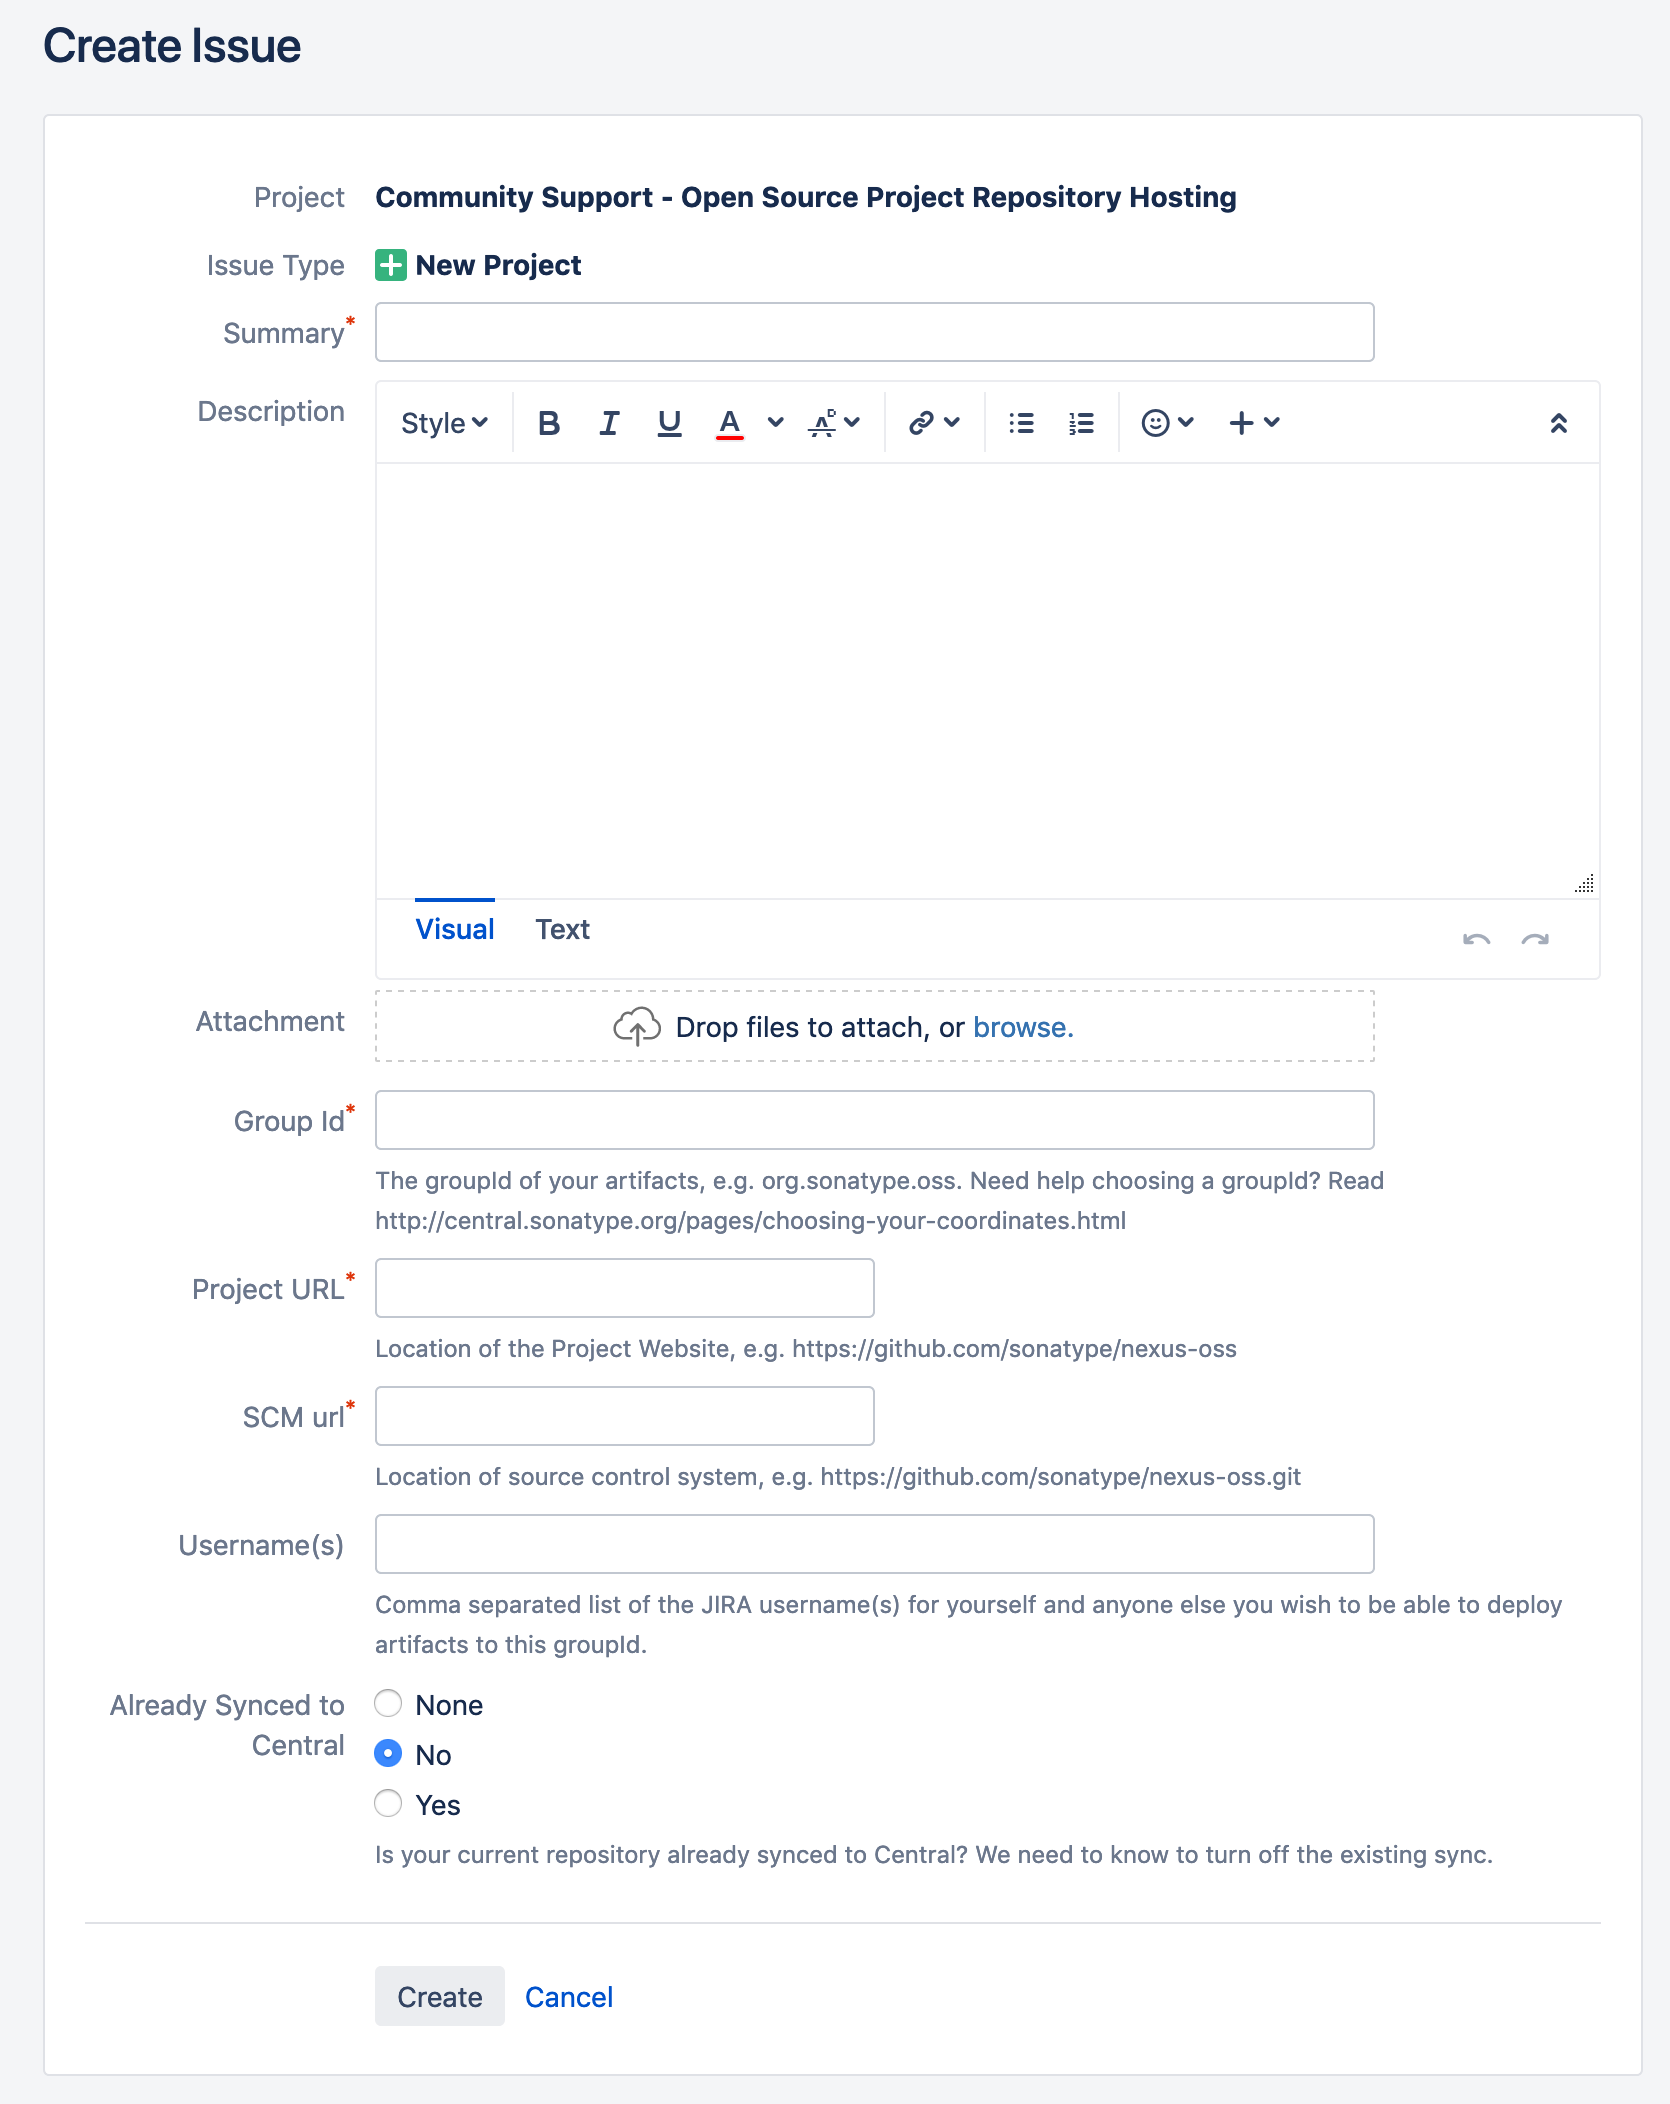 Create Issue
Project Community Support - Open Source Project Repository Hosting
Issue Type New Project
Summary*
Description Style B I U A
Visual Text
Attachment Drop files to attach, or browse.
Group Id*
The groupId of your artifacts, e.g. org.sonatype.oss. Need help choosing a groupId? Read
http://central.sonatype.org/pages/choosing-your-coordinates.html
Project URL*
Location of the Project Website, e.g. https://github.com/sonatype/nexus-oss
SCM url*
Location of source control system, e.g. https://github.com/sonatype/nexus-oss.git
Username(s)
Comma separated list of the JIRA username(s) for yourself and anyone else you wish to be able to deploy
artifacts to this groupId.
Already Synced to
Central
None
No
Yes
Is your current repository already synced to Central? We need to know to turn off the existing sync.
Create Cancel